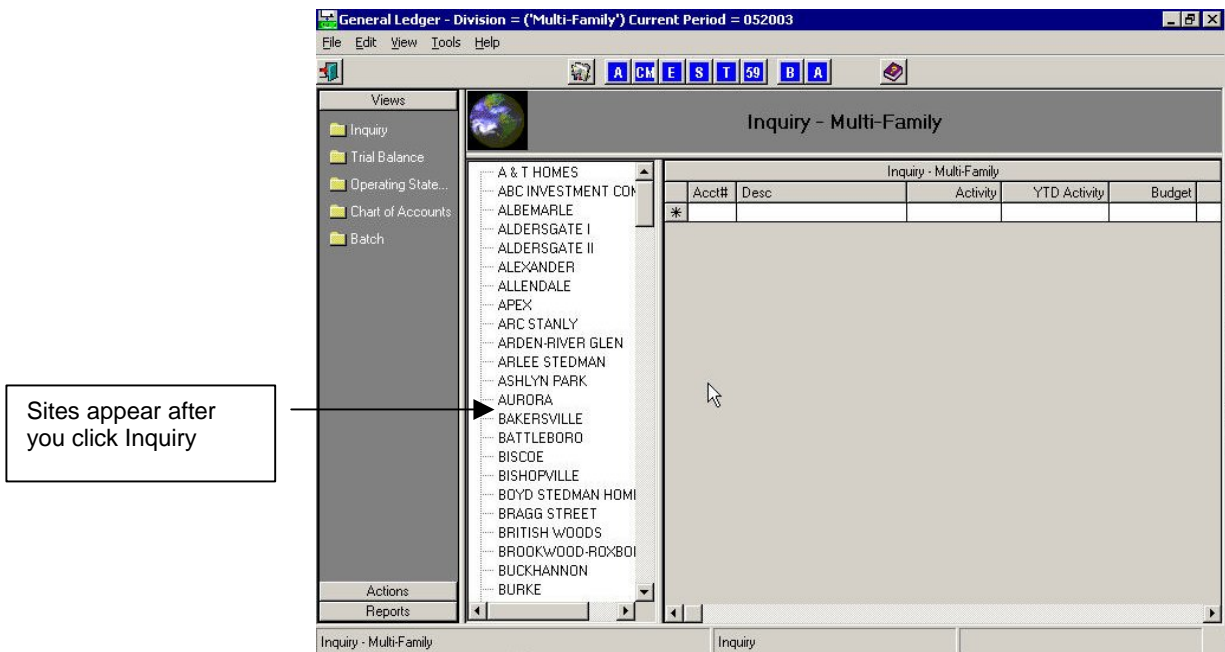 General Ledger - Division = ('Multi-Family') Current Period = 052003
File Edit View Tools Help
A CM E S T 59 B A
Views
Inquiry
Trial Balance
Operating State...
Chart of Accounts
Batch
Actions
Reports
Inquiry - Multi-Family
A & T HOMES
ABC INVESTMENT CON
ALBEMARLE
ALDERSGATE I
ALDERSGATE II
ALEXANDER
ALLENDALE
APEX
ARC STANLY
ARDEN-RIVER GLEN
ARLEE STEDMAN
ASHLYN PARK
AURORA
BAKERSVILLE
BATTLEBORO
BISCOE
BISHOPVILLE
BOYD STEDMAN HOM
BRAGG STREET
BRITISH WOODS
BROOKWOOD-ROXBO
BUCKHANNON
BURKE
Inquiry - Multi-Family
Acct# Desc Activity YTD Activity Budget
Sites appear after
you click Inquiry
Inquiry - Multi-Family Inquiry